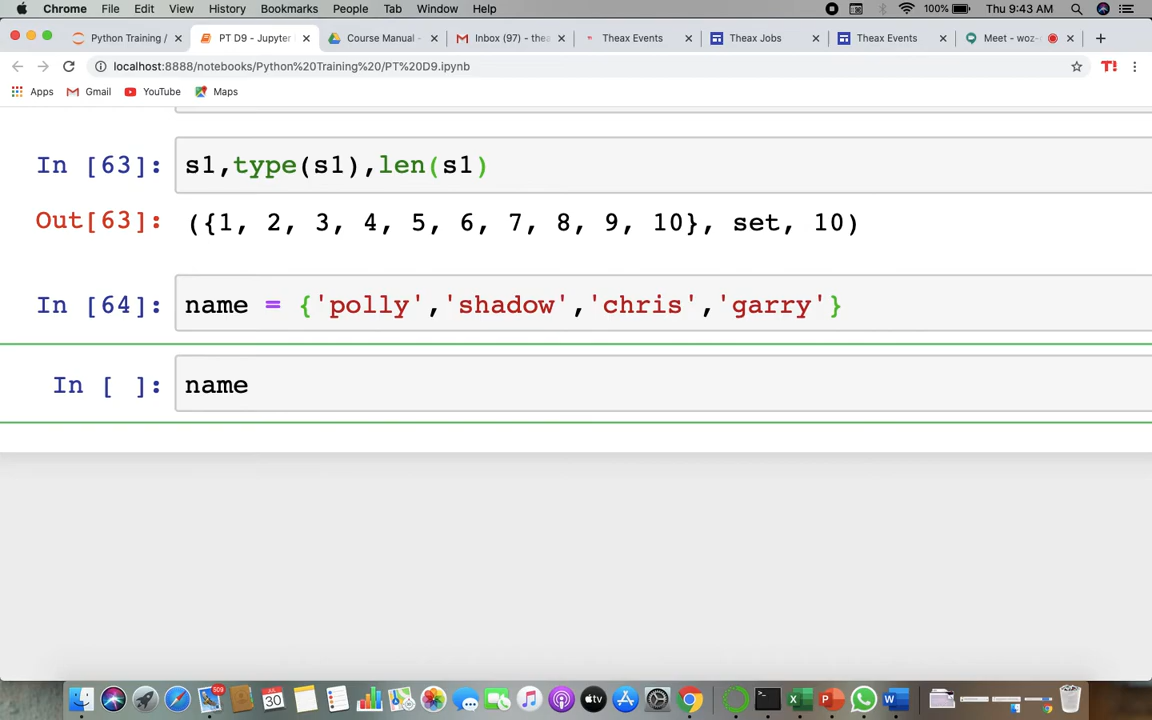 Chrome File Edit View History Bookmarks People Tab Window Help 100% Thu 9:43 AM
Python Training / PT D9 - Jupyter Course Manual - Inbox (97) - thea Theax Events Theax Jobs Theax Events Meet - woz-
localhost:8888/notebooks/Python%20Training%20/PT%20D9.ipynb T!
Apps Gmail YouTube Maps
In [63]: s1,type(s1),len(s1)
Out[63]: ({1, 2, 3, 4, 5, 6, 7, 8, 9, 10}, set, 10)
In [64]: name = {'polly','shadow','chris','garry'}
In [ ]: name
509
30